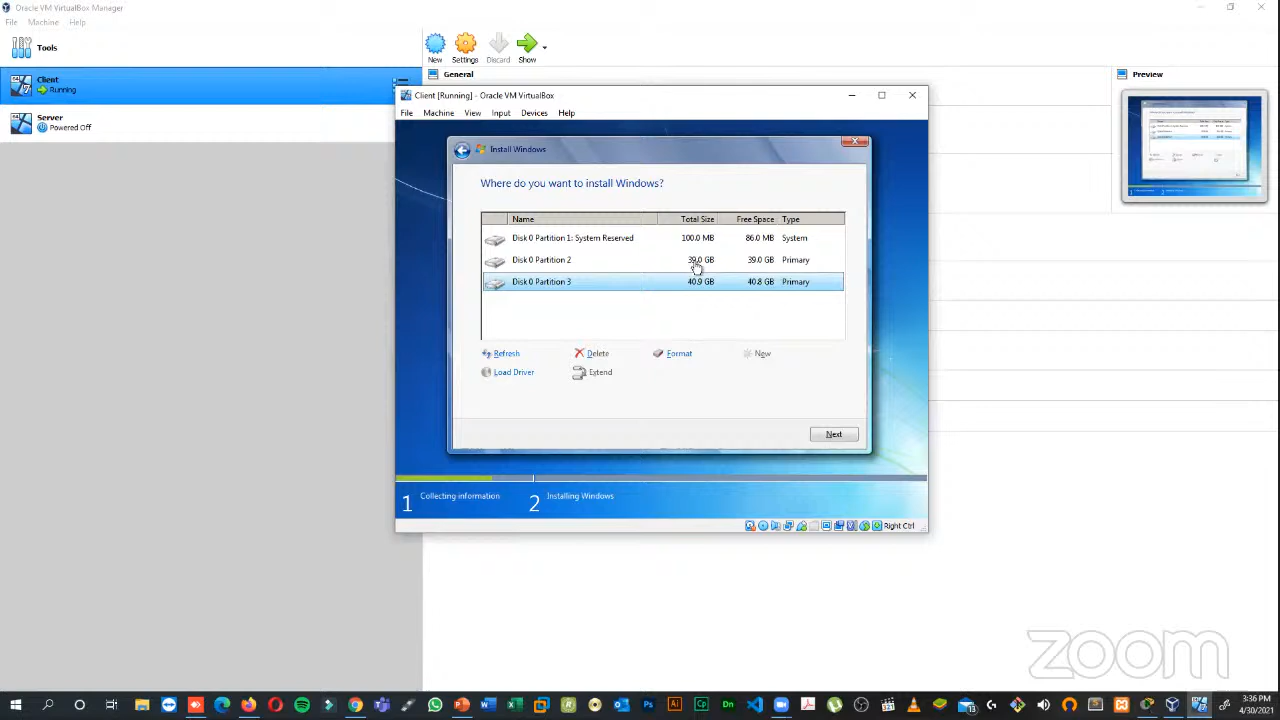 Oracle VM VirtualBox Manager
File Machine Help
Tools
New Settings Discard Show
Client
Running
Server
Powered Off
General
Preview
Client [Running] - Oracle VM VirtualBox
File Machine View Input Devices Help
Install Windows
Where do you want to install Windows?
Name Total Size Free Space Type
Disk 0 Partition 1: System Reserved 100.0 MB 86.0 MB System
Disk 0 Partition 2 39.0 GB 39.0 GB Primary
Disk 0 Partition 3 40.9 GB 40.8 GB Primary
Refresh Delete Format New
Load Driver Extend
Next
1 Collecting information 2 Installing Windows
Right Ctrl
zoom
3:36 PM
4/30/2021